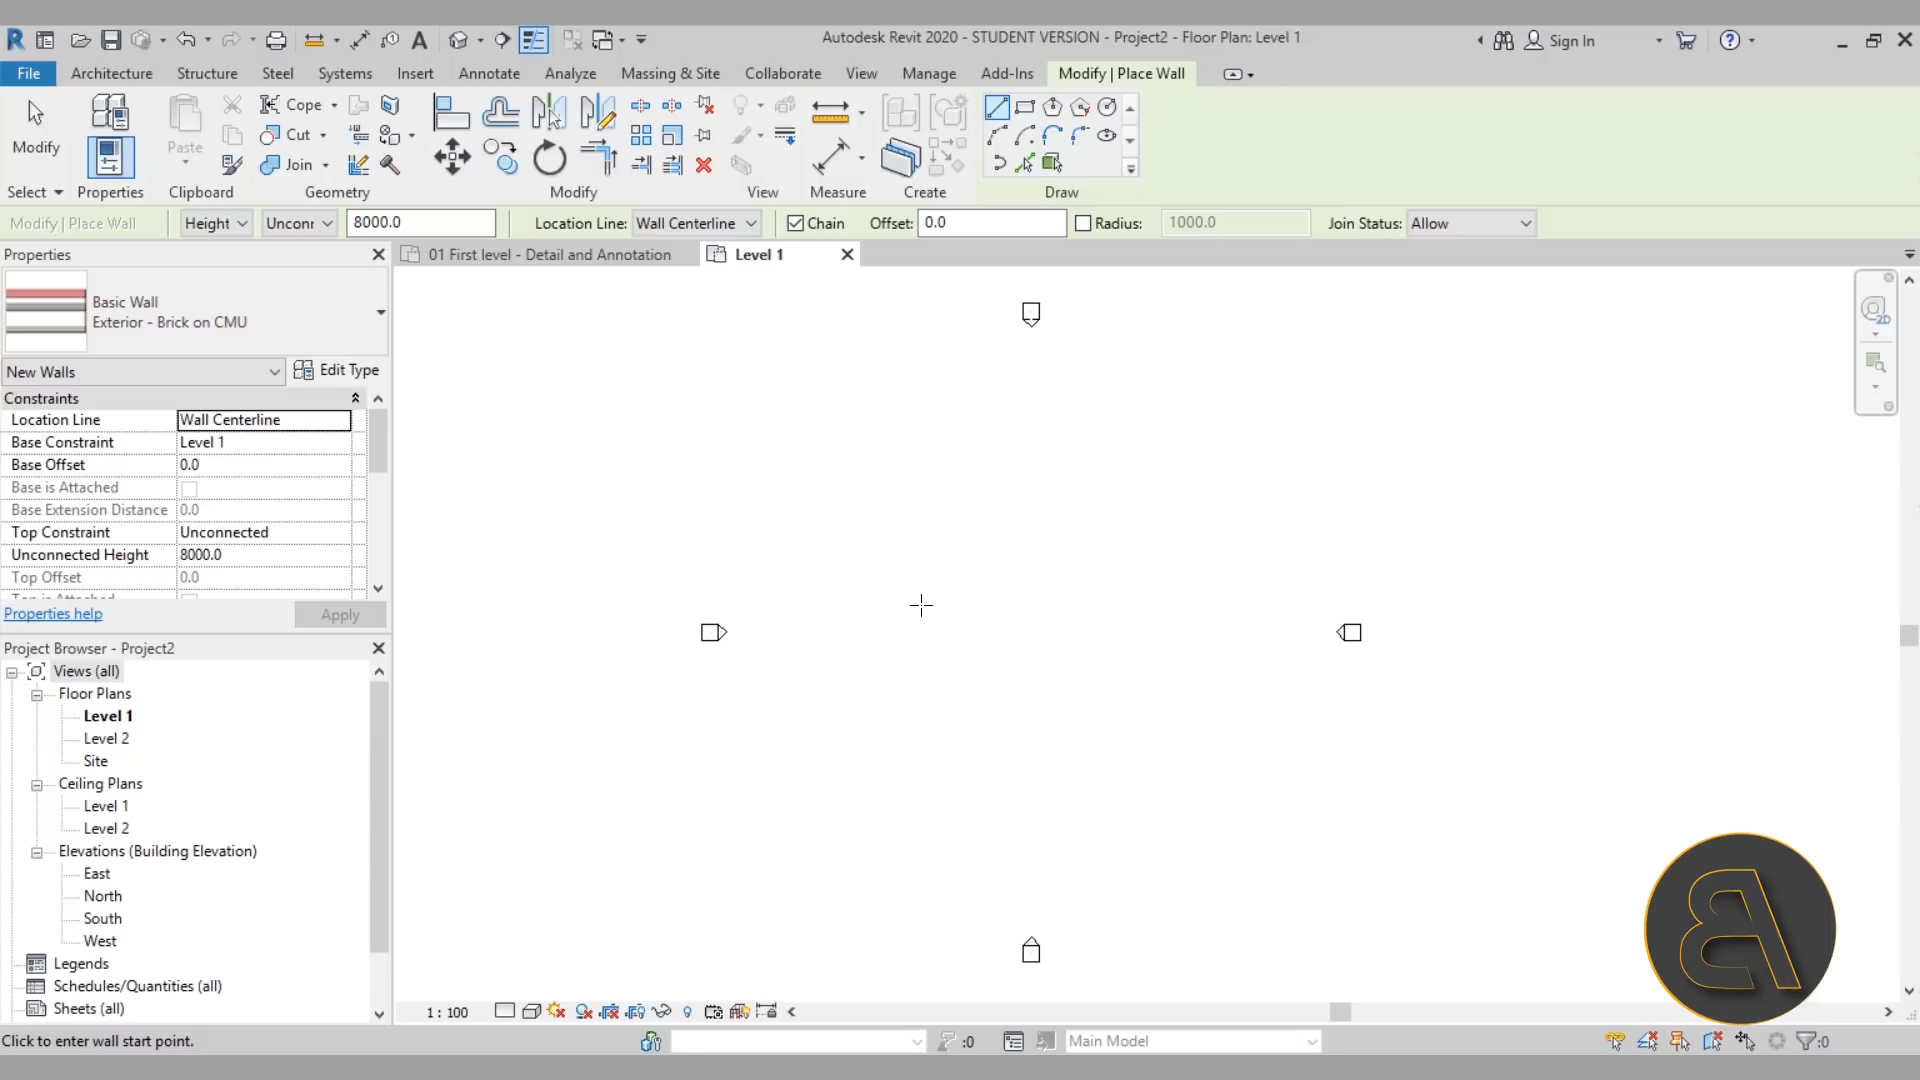 Autodesk Revit 2020 - STUDENT VERSION - Project2 - Floor Plan: Level 1
Sign In
File Architecture Structure Steel Systems Insert Annotate Analyze Massing & Site Collaborate View Manage Add-Ins Modify | Place Wall
Modify
Paste
Cope
Cut
Join
Select Properties Clipboard Geometry Modify View Measure Create Draw
Modify | Place Wall Height Unconr 8000.0 Location Line: Wall Centerline Chain Offset: 0.0 Radius: 1000.0 Join Status: Allow
Properties
01 First level - Detail and Annotation Level 1
2D
Basic Wall
Exterior - Brick on CMU
New Walls Edit Type
Constraints
Location Line Wall Centerline
Base Constraint Level 1
Base Offset 0.0
Base is Attached
Base Extension Distance 0.0
Top Constraint Unconnected
Unconnected Height 8000.0
Top Offset 0.0
Top is Attached
Properties help Apply
Project Browser - Project2
Views (all)
Floor Plans
Level 1
Level 2
Site
Ceiling Plans
Level 1
Level 2
Elevations (Building Elevation)
East
North
South
West
Legends
Schedules/Quantities (all)
Sheets (all)
1 : 100
Click to enter wall start point. :0 Main Model :0